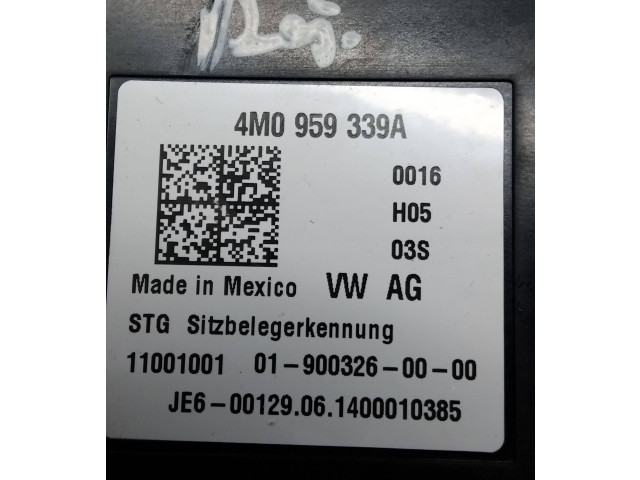 4M0 959 339A
0016
H05
03S
Made in Mexico VW AG
STG Sitzbelegerkennung
11001001 01-900326-00-00
JE6-00129.06.1400010385